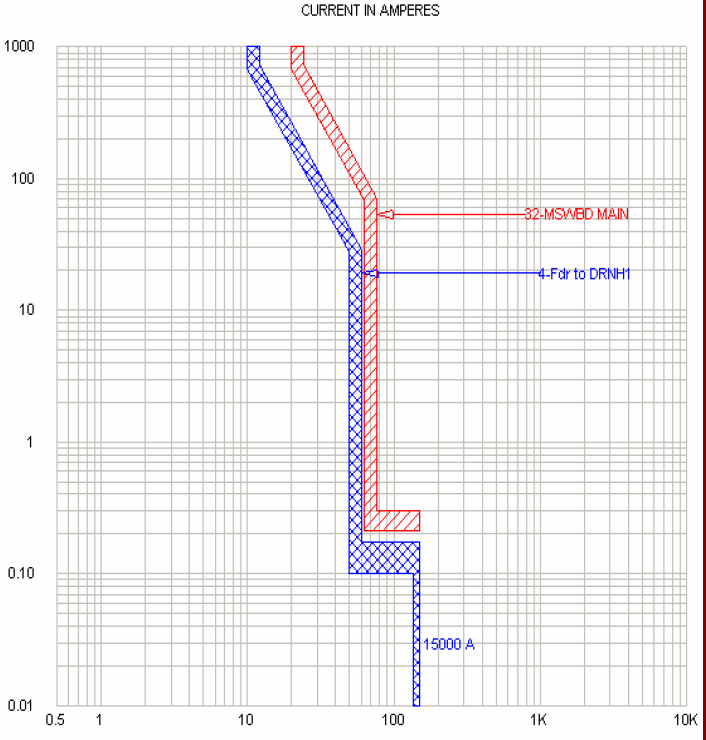 CURRENT IN AMPERES
1000
100
32-MSWBD MAIN
4-Fdr to DRNH1
10
1
0.10
15000 A
0.01
0.5 1 10 100 1K 10K